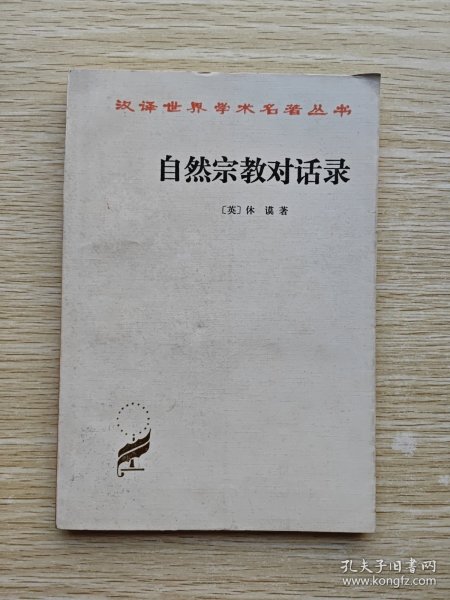 汉译世界学术名著丛书
自然宗教对话录
〔英〕休 谟 著
孔夫子旧书网
www.kongfz.com